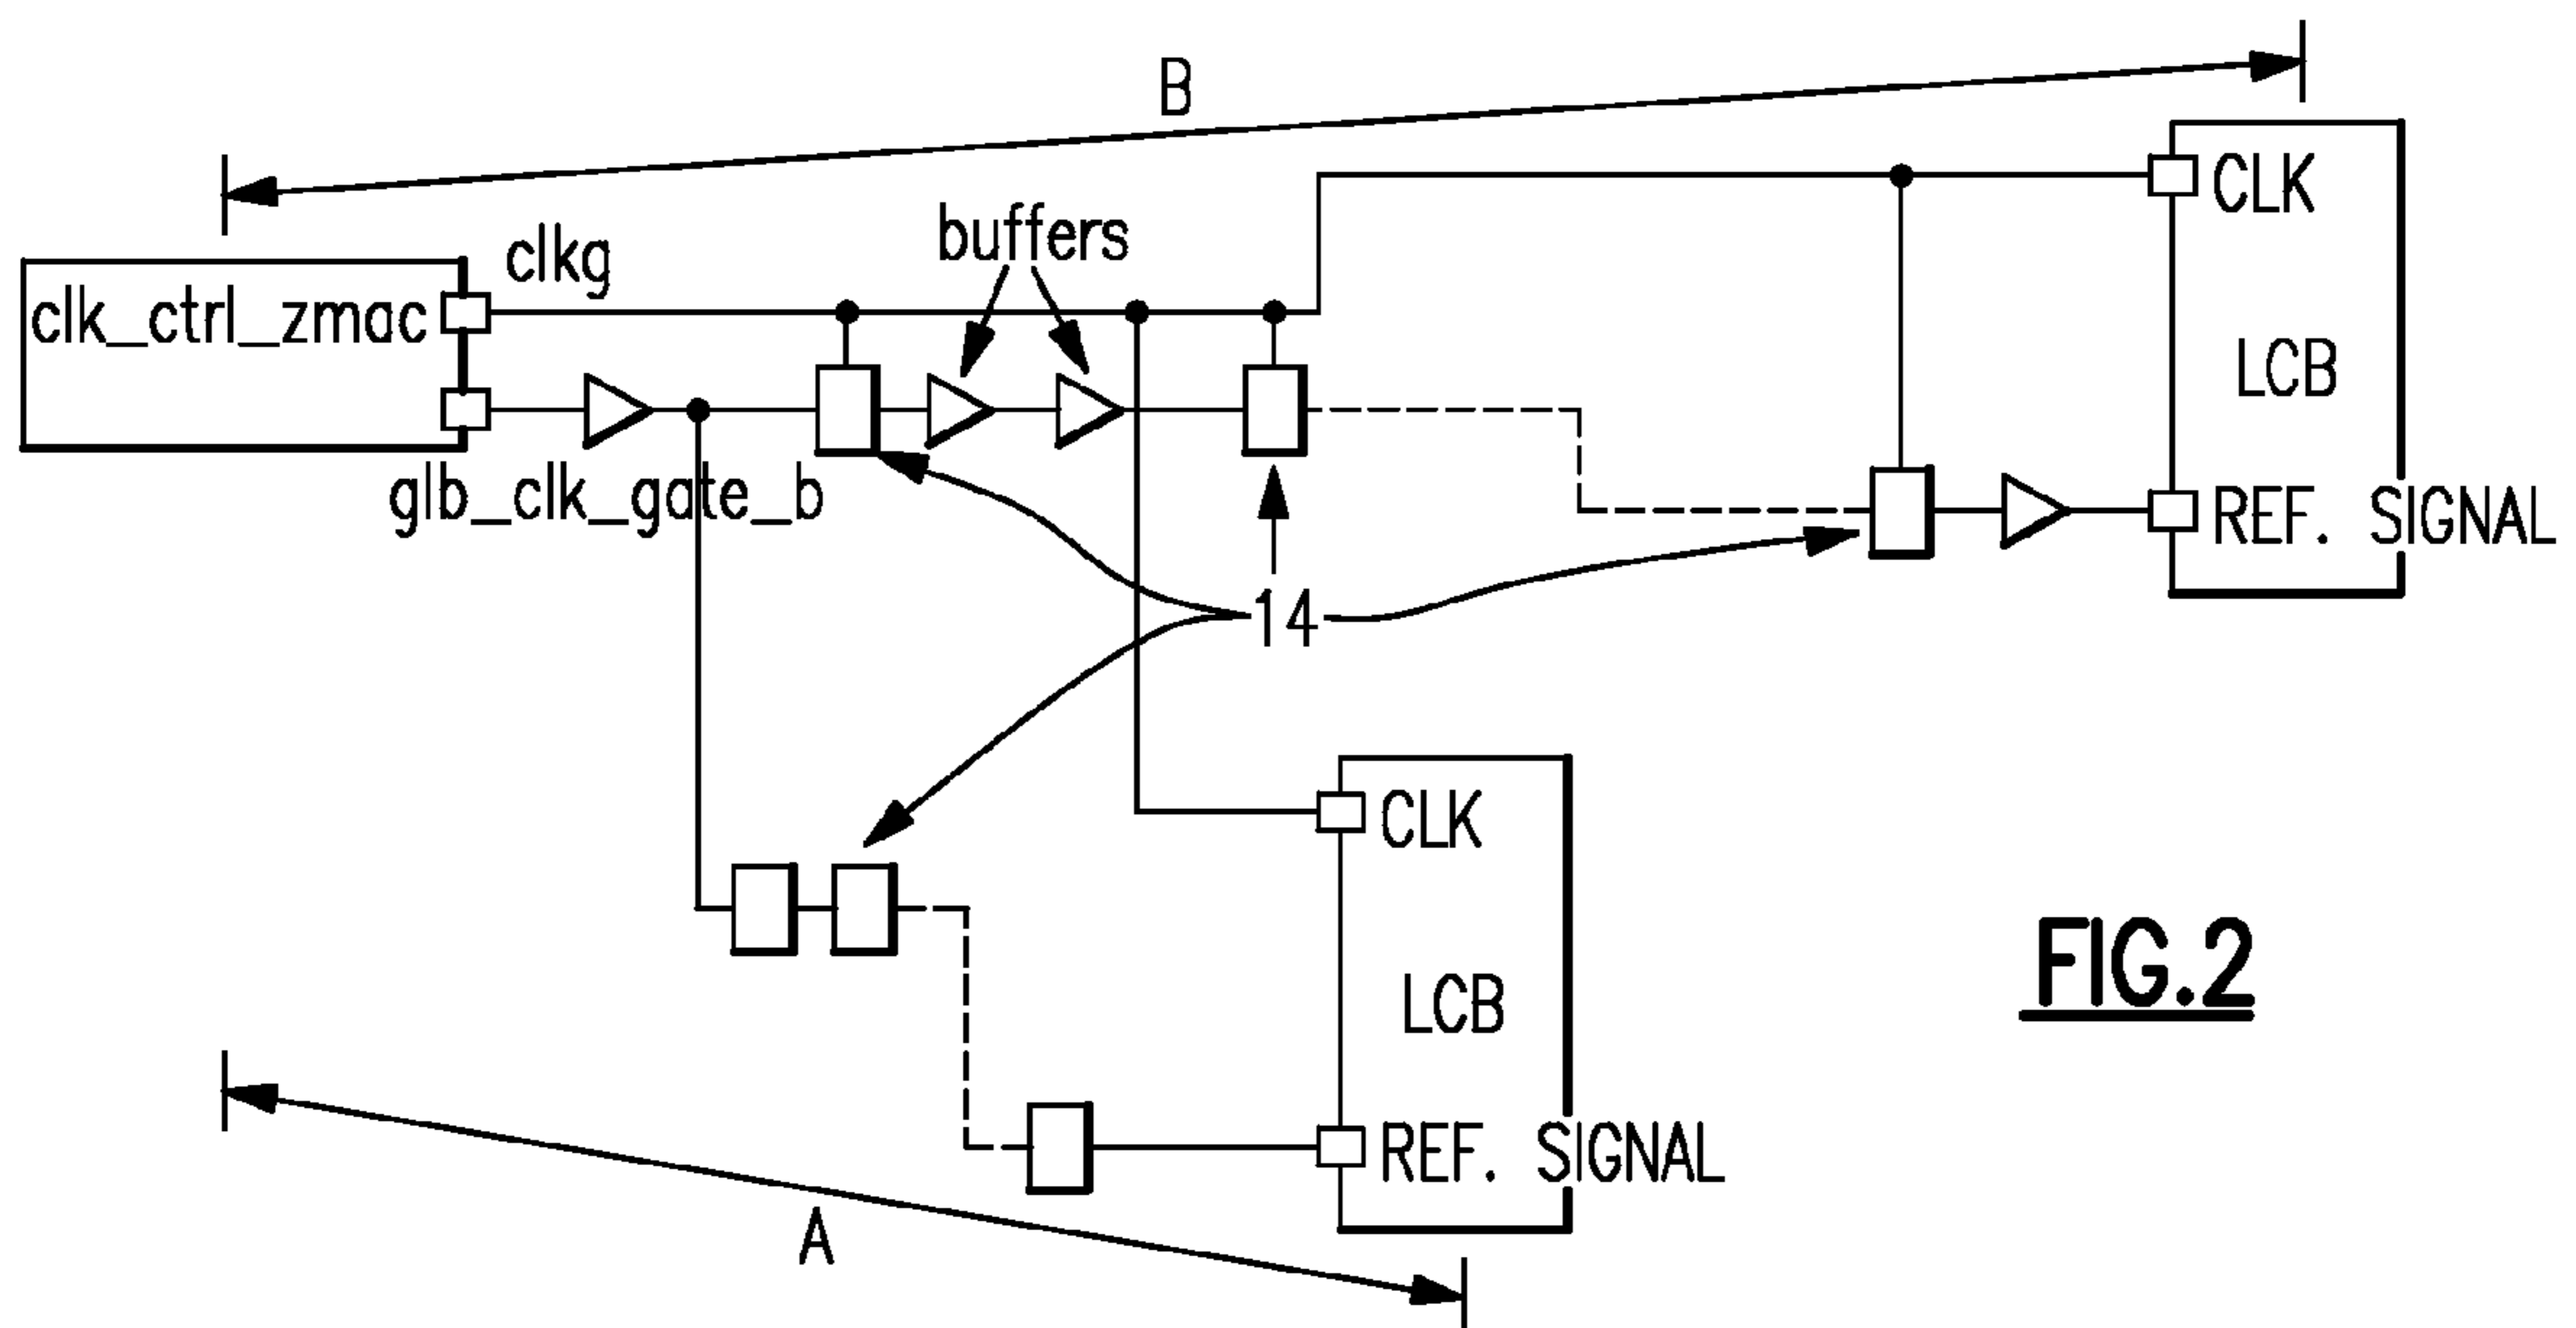 B
CLK
clkg
buffers
clk_ctrl_zmac
LCB
glb_clk_gate_b
REF. SIGNAL
14
CLK
LCB
FIG.2
REF. SIGNAL
A